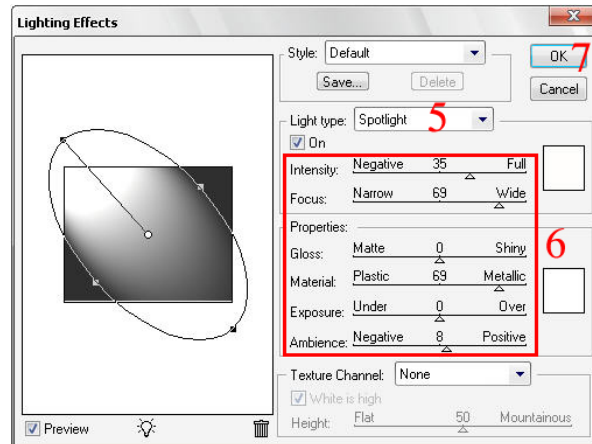 Lighting Effects
Style: Default
OK 7
Save... Delete
Cancel
Light type: Spotlight 5
On
Intensity: Negative 35 Full
Focus: Narrow 69 Wide
Properties:
6
Gloss: Matte 0 Shiny
Material: Plastic 69 Metallic
Exposure: Under 0 Over
Ambience: Negative 8 Positive
Texture Channel: None
White is high
Height: Flat 50 Mountainous
Preview